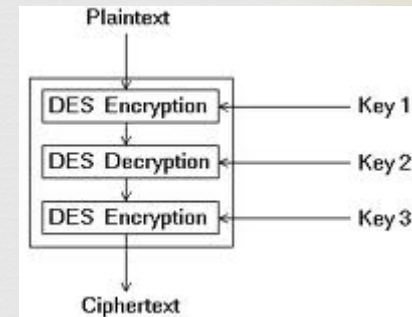 Plaintext
DES Encryption
Key 1
DES Decryption
Key 2
DES Encryption
Key 3
Ciphertext